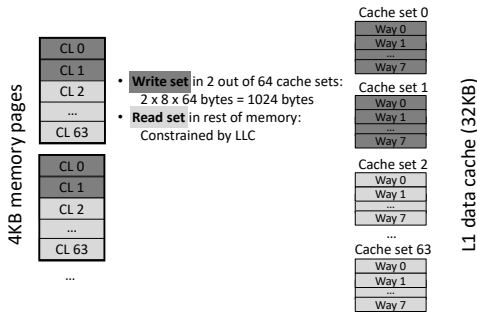 4KB memory pages
CL 0
CL 1
CL 2
...
CL 63
CL 0
CL 1
CL 2
...
CL 63
...
• Write set in 2 out of 64 cache sets:
2 x 8 x 64 bytes = 1024 bytes
• Read set in rest of memory:
Constrained by LLC
Cache set 0
Way 0
Way 1
...
Way 7
Cache set 1
Way 0
Way 1
...
Way 7
Cache set 2
Way 0
Way 1
...
Way 7
...
Cache set 63
Way 0
Way 1
...
Way 7
L1 data cache (32KB)